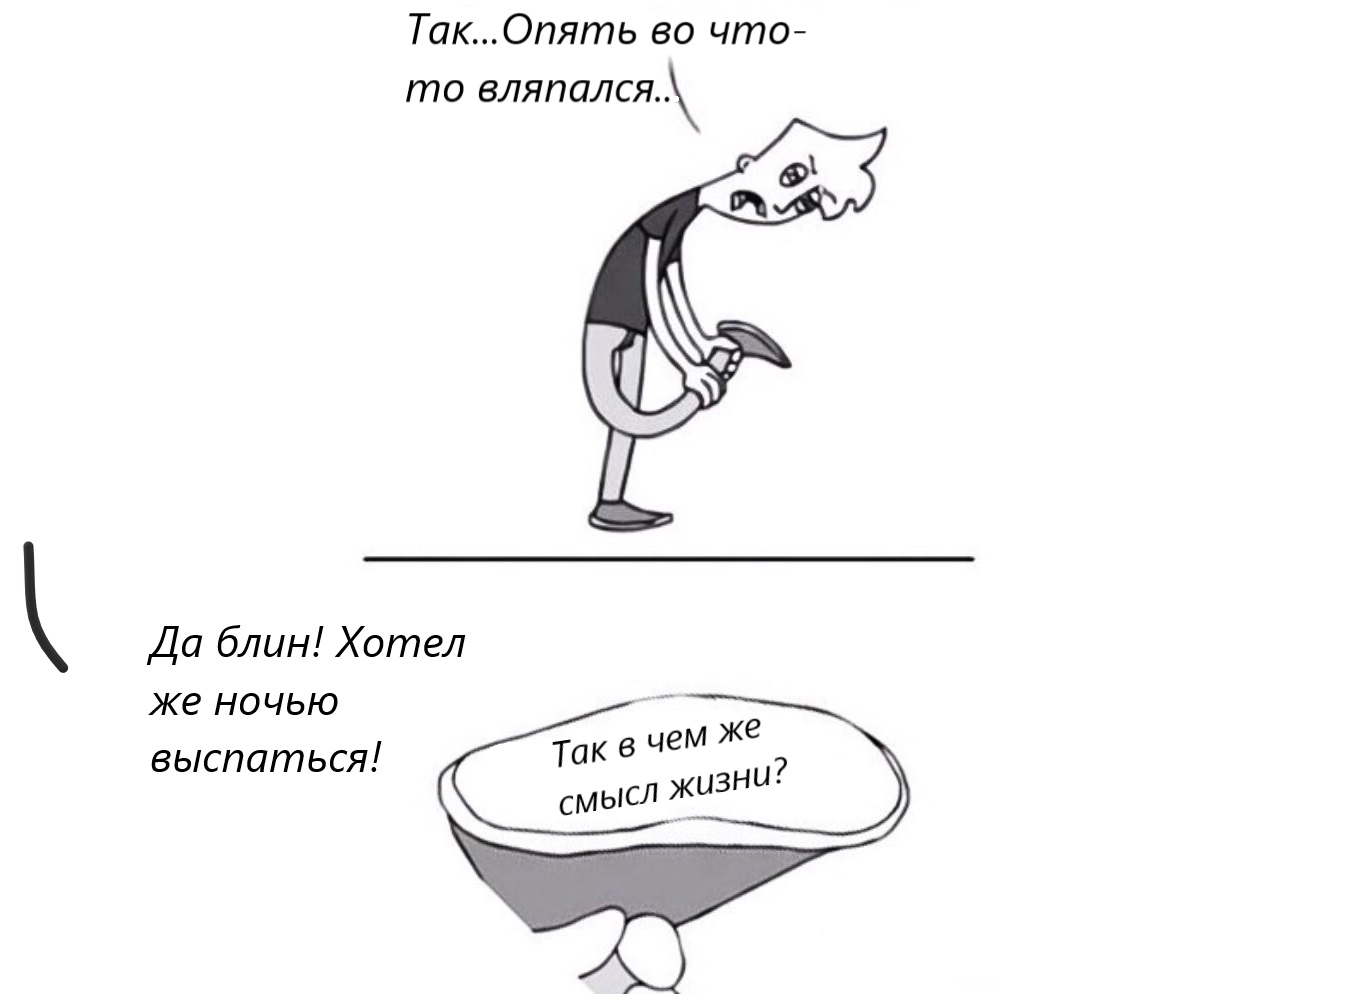 Так...Опять во что-
то вляпался...
Да блин! Хотел
же ночью
выспаться!
Так в чем же
смысл жизни?